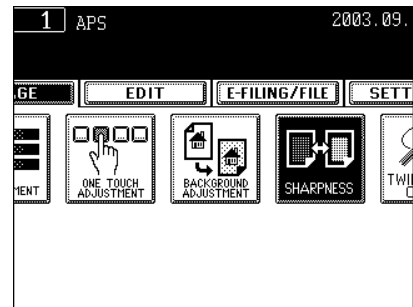 1 APS 2003.09.
.GE EDIT E-FILING/FILE SETT
MENT ONE TOUCH ADJUSTMENT BACKGROUND ADJUSTMENT SHARPNESS TWI